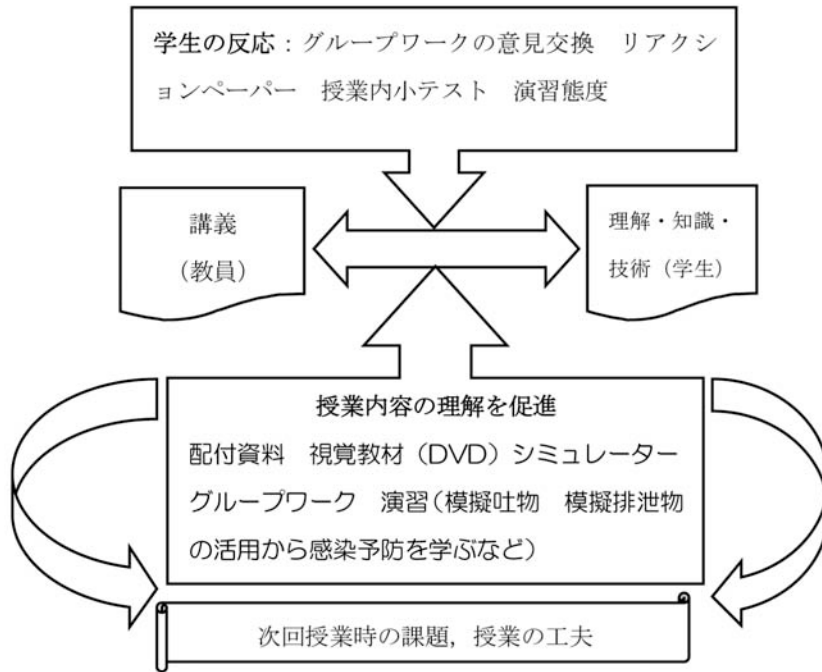 学生の反応：グループワークの意見交換　リアクシ
ョンペーパー　授業内小テスト　演習態度
講義
（教員）
理解・知識・
技術（学生）
授業内容の理解を促進
配付資料　視覚教材（DVD）シミュレーター
グループワーク　演習（模擬吐物　模擬排泄物
の活用から感染予防を学ぶなど）
次回授業時の課題，授業の工夫